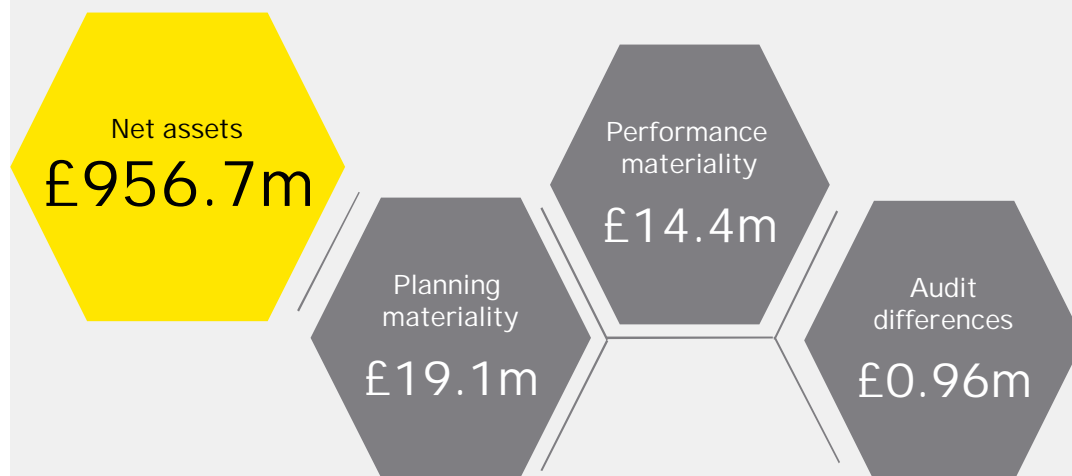 Net assets
£956.7m
Planning
materiality
£19.1m
Performance
materiality
£14.4m
Audit
differences
£0.96m